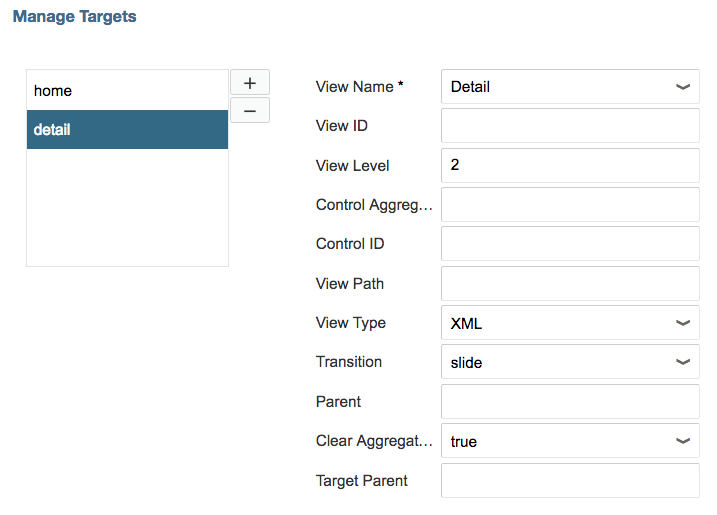 Manage Targets
home
detail
+
−
View Name * Detail
View ID
View Level 2
Control Aggreg...
Control ID
View Path
View Type XML
Transition slide
Parent
Clear Aggregat... true
Target Parent